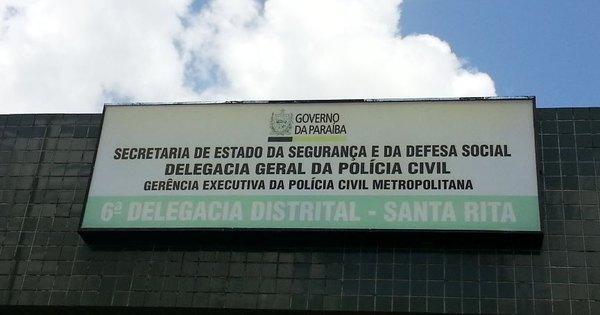 GOVERNO
DA PARAÍBA
SECRETARIA DE ESTADO DA SEGURANÇA E DA DEFESA SOCIAL
DELEGACIA GERAL DA POLÍCIA CIVIL
GERÊNCIA EXECUTIVA DA POLÍCIA CIVIL METROPOLITANA
6ª DELEGACIA DISTRITAL - SANTA RITA